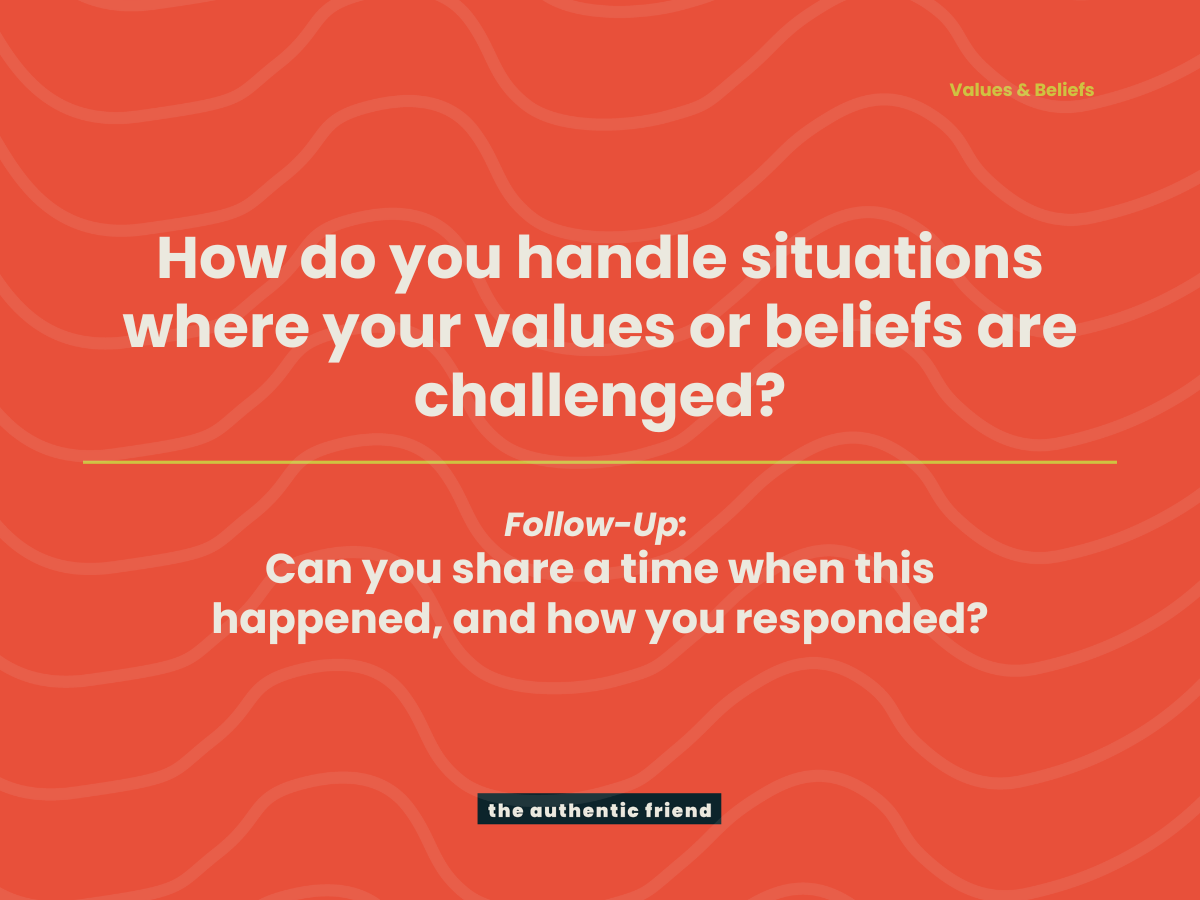 Values & Beliefs
How do you handle situations
where your values or beliefs are
challenged?
Follow-Up:
Can you share a time when this
happened, and how you responded?
the authentic friend